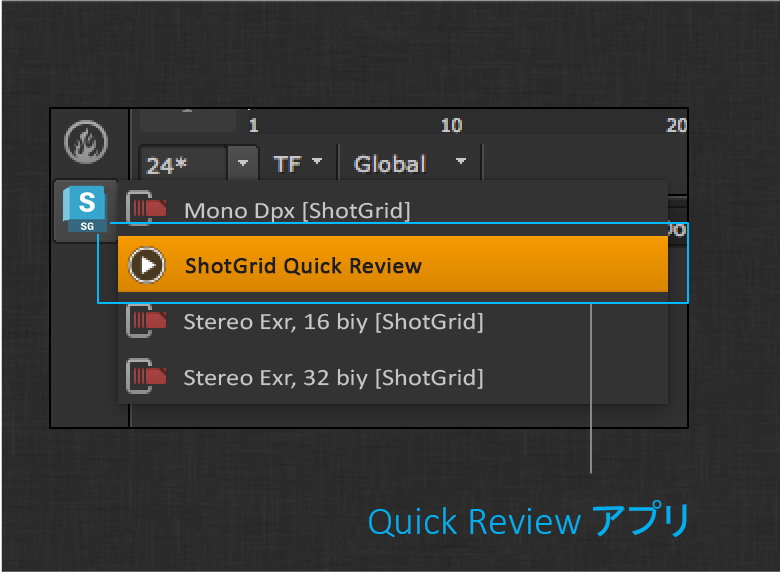 1 10 20
24* TF Global
S
SG
Mono Dpx [ShotGrid]
ShotGrid Quick Review
Stereo Exr, 16 biy [ShotGrid]
Stereo Exr, 32 biy [ShotGrid]
Quick Review アプリ